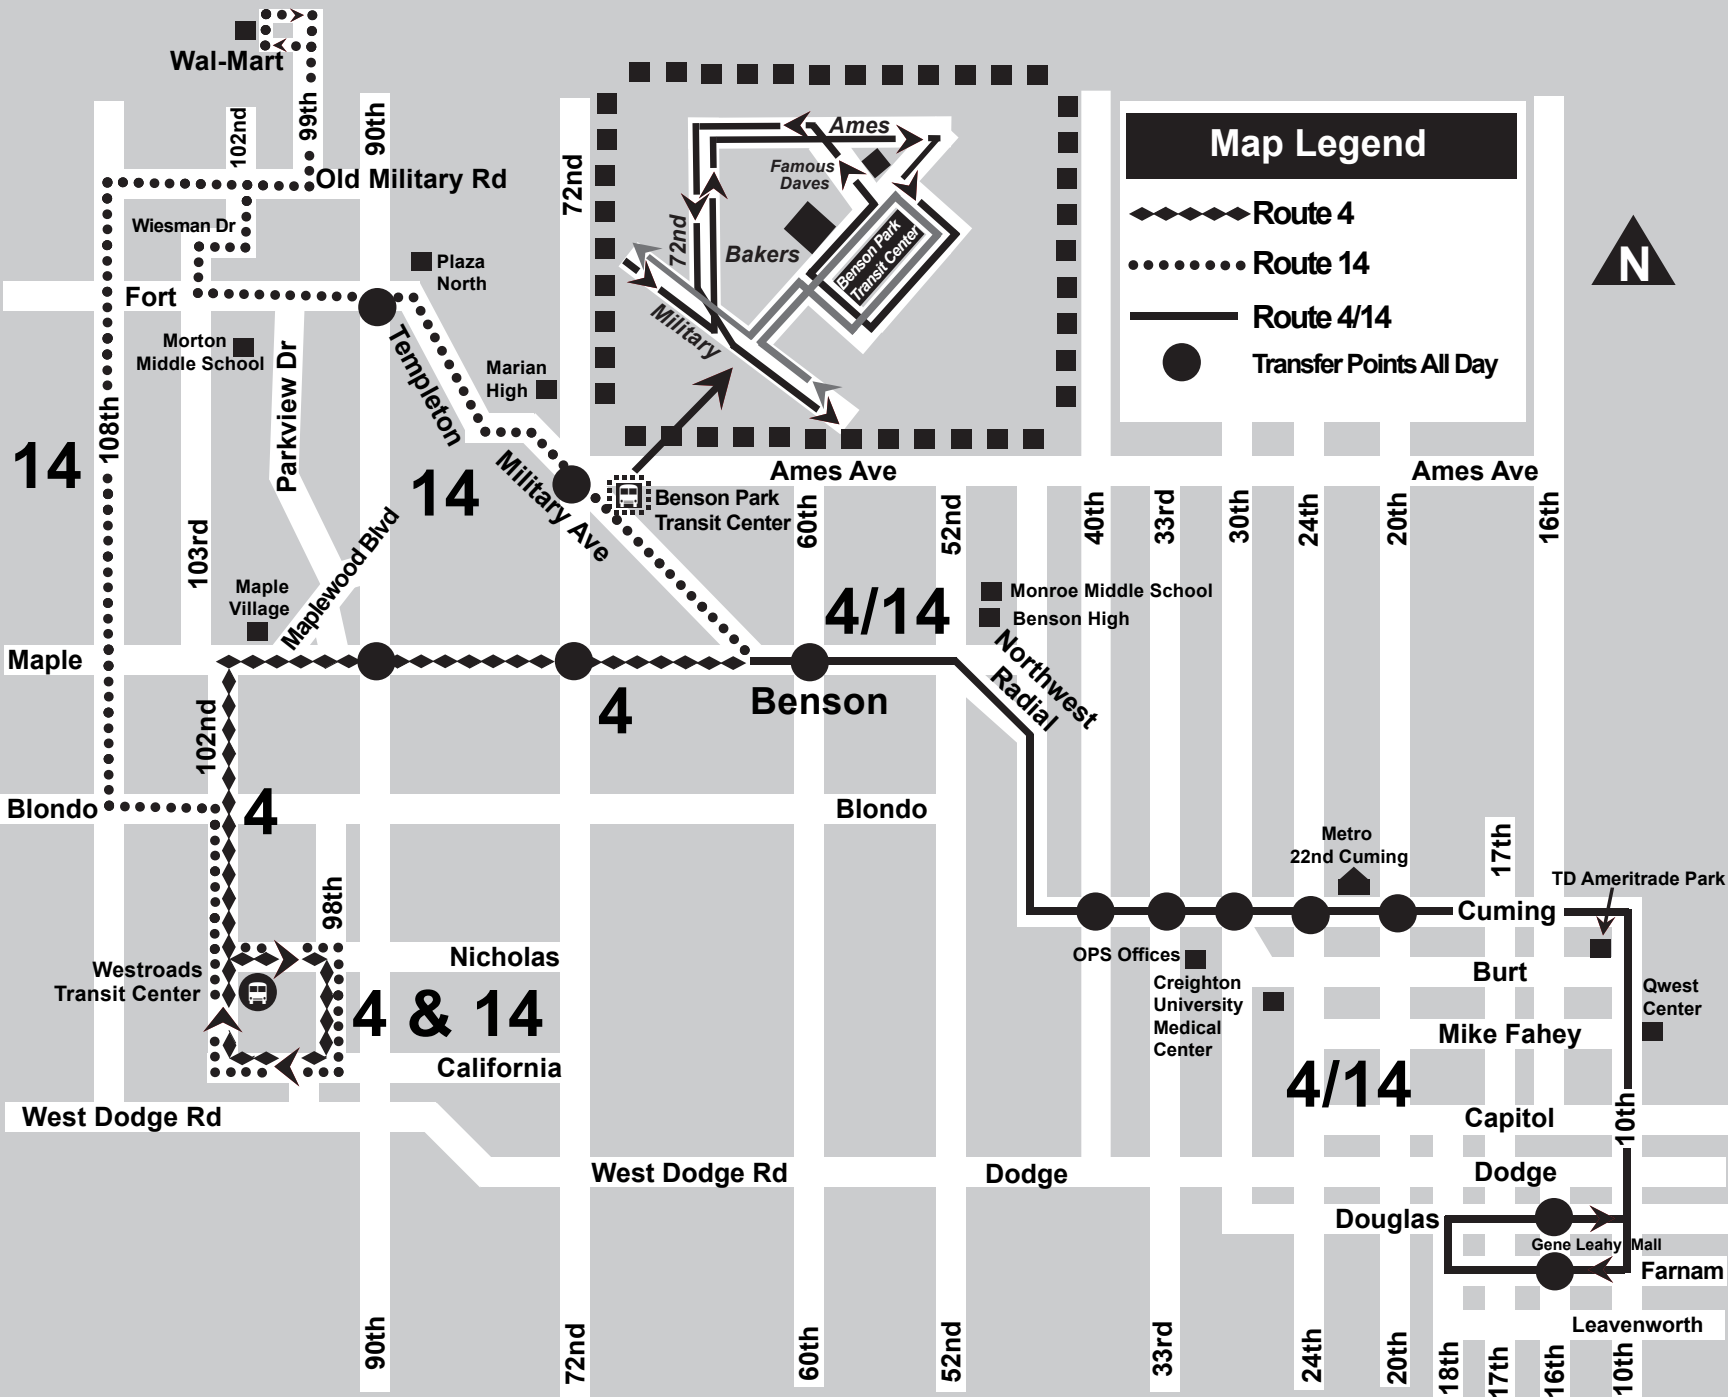 Wal-Mart
102nd
99th
90th
Old Military Rd
Wiesman Dr
Plaza
North
Fort
Morton
Middle School
Templeton
Marian
High
108th
Parkview Dr
14
14
103rd
Maplewood Blvd
Military Ave
72nd
Ames
Famous
Daves
72nd
Bakers
Benson Park
Transit Center
Military
Map Legend
Route 4
Route 14
Route 4/14
Transfer Points All Day
N
Ames Ave
Ames Ave
Benson Park
Transit Center
60th
52nd
40th
33rd
30th
24th
20th
16th
Maple
Village
4/14
Monroe Middle School
Benson High
Northwest
Radial
Maple
4
Benson
102nd
Blondo
4
Blondo
98th
Metro
22nd Cuming
17th
TD Ameritrade Park
Cuming
Westroads
Transit Center
Nicholas
4 & 14
California
OPS Offices
Creighton
University
Medical
Center
Burt
Qwest
Center
Mike Fahey
4/14
West Dodge Rd
Capitol
10th
West Dodge Rd
Dodge
Dodge
Douglas
Gene Leahy Mall
Farnam
Leavenworth
90th
72nd
60th
52nd
33rd
24th
20th
18th
17th
16th
10th